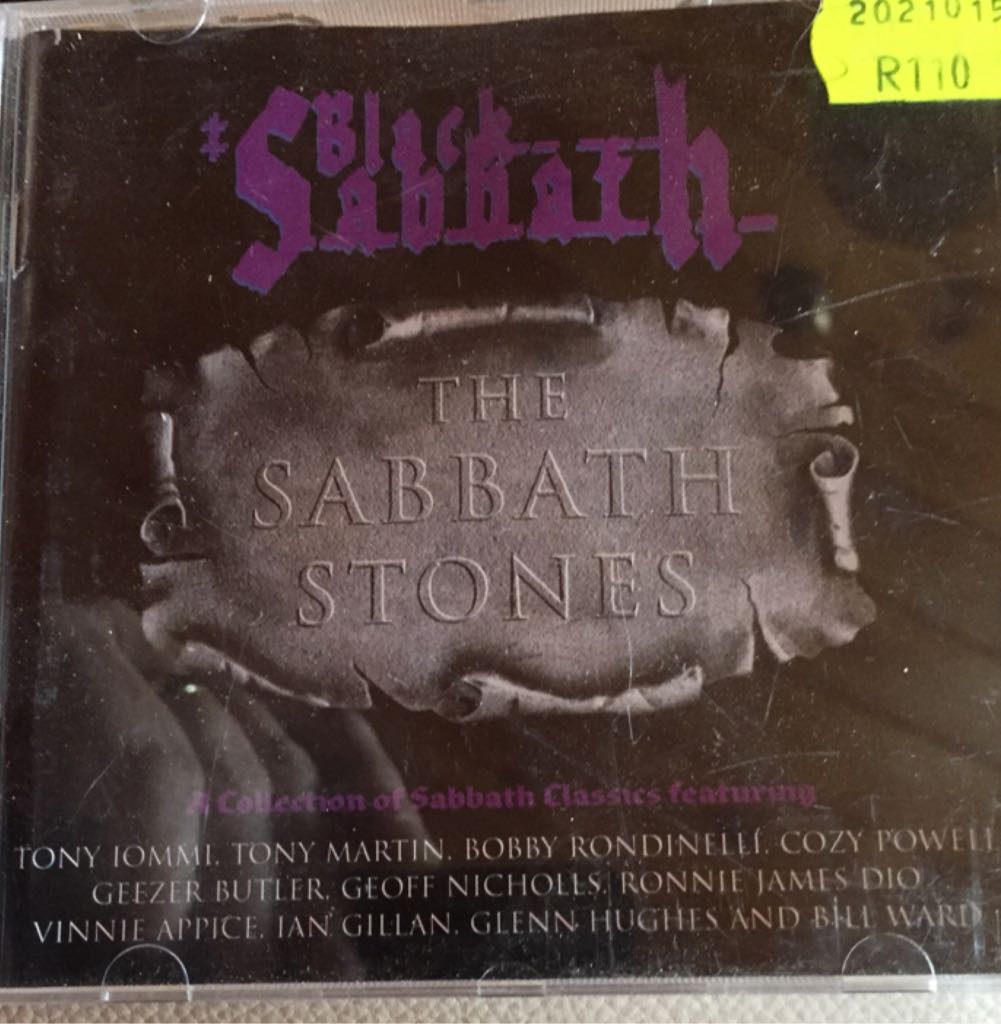 2021015
R110
Black
Sabbath
THE
SABBATH
STONES
A Collection of Sabbath Classics featuring
TONY IOMMI, TONY MARTIN, BOBBY RONDINELLI, COZY POWELL
GEEZER BUTLER, GEOFF NICHOLLS, RONNIE JAMES DIO
VINNIE APPICE, IAN GILLAN, GLENN HUGHES AND BILL WARD